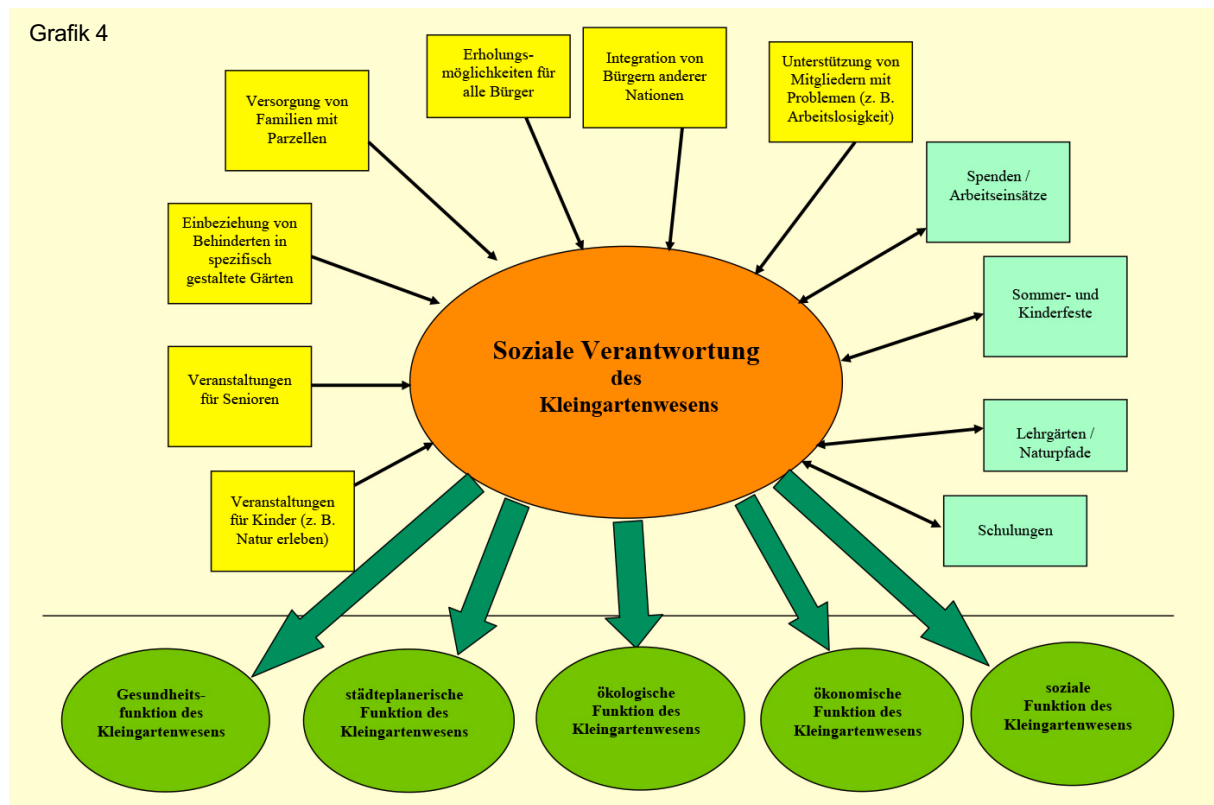 Grafik 4
Erholungs-
möglichkeiten für
alle Bürger
Integration von
Bürgern anderer
Nationen
Unterstützung von
Mitgliedern mit
Problemen (z. B.
Arbeitslosigkeit)
Versorgung von
Familien mit
Parzellen
Spenden /
Arbeitseinsätze
Einbeziehung von
Behinderten in
spezifisch
gestaltete Gärten
Sommer- und
Kinderfeste
Soziale Verantwortung
des
Kleingartenwesens
Veranstaltungen
für Senioren
Lehrgärten /
Naturpfade
Veranstaltungen
für Kinder (z. B.
Natur erleben)
Schulungen
Gesundheits-
funktion des
Kleingartenwesens
städteplanerische
Funktion des
Kleingartenwesens
ökologische
Funktion des
Kleingartenwesens
ökonomische
Funktion des
Kleingartenwesens
soziale
Funktion des
Kleingartenwesens